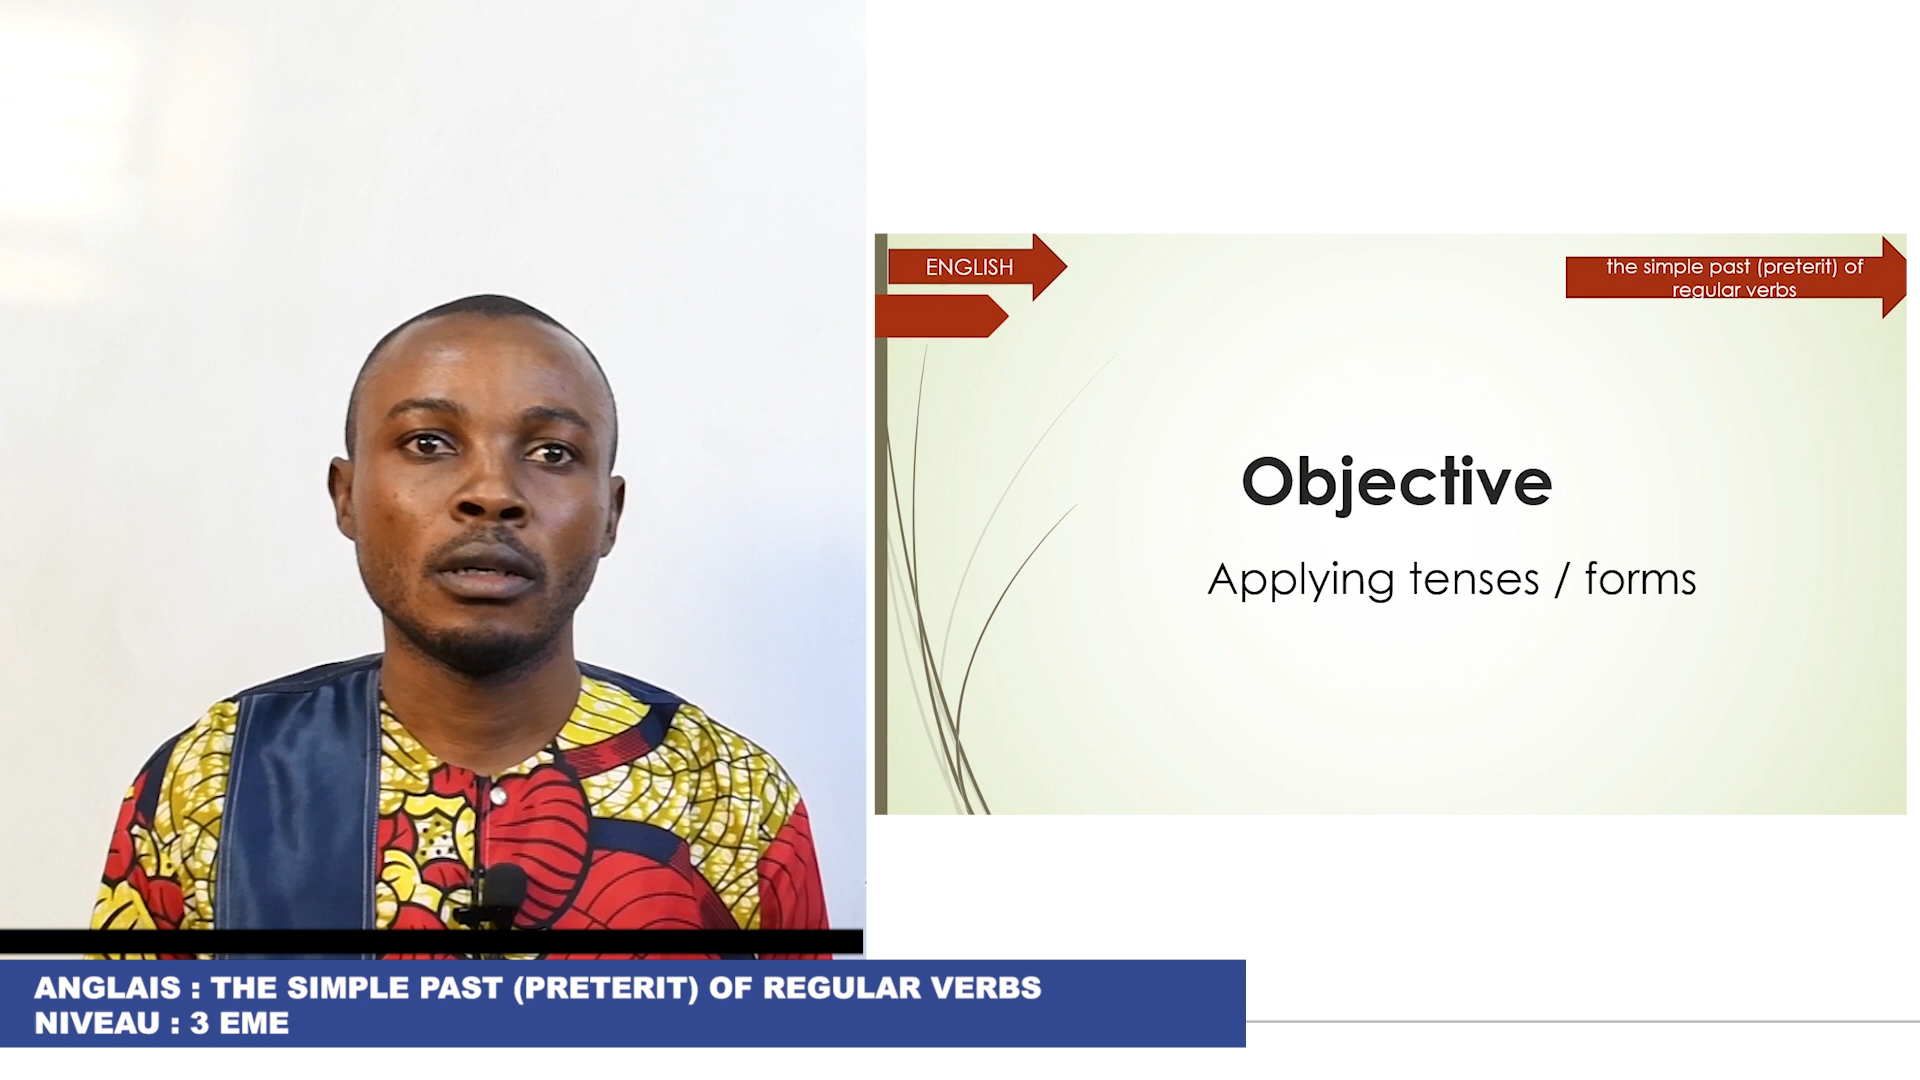 ENGLISH
the simple past (preterit) of
regular verbs
Objective
Applying tenses / forms
ANGLAIS : THE SIMPLE PAST (PRETERIT) OF REGULAR VERBS
NIVEAU : 3 EME